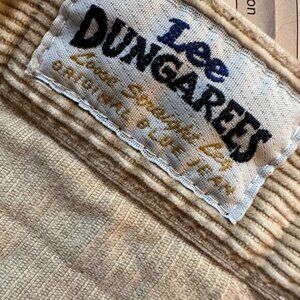 Lee
DUNGAREES
Loose Straight Leg
ORIGINAL BLUE JEAN